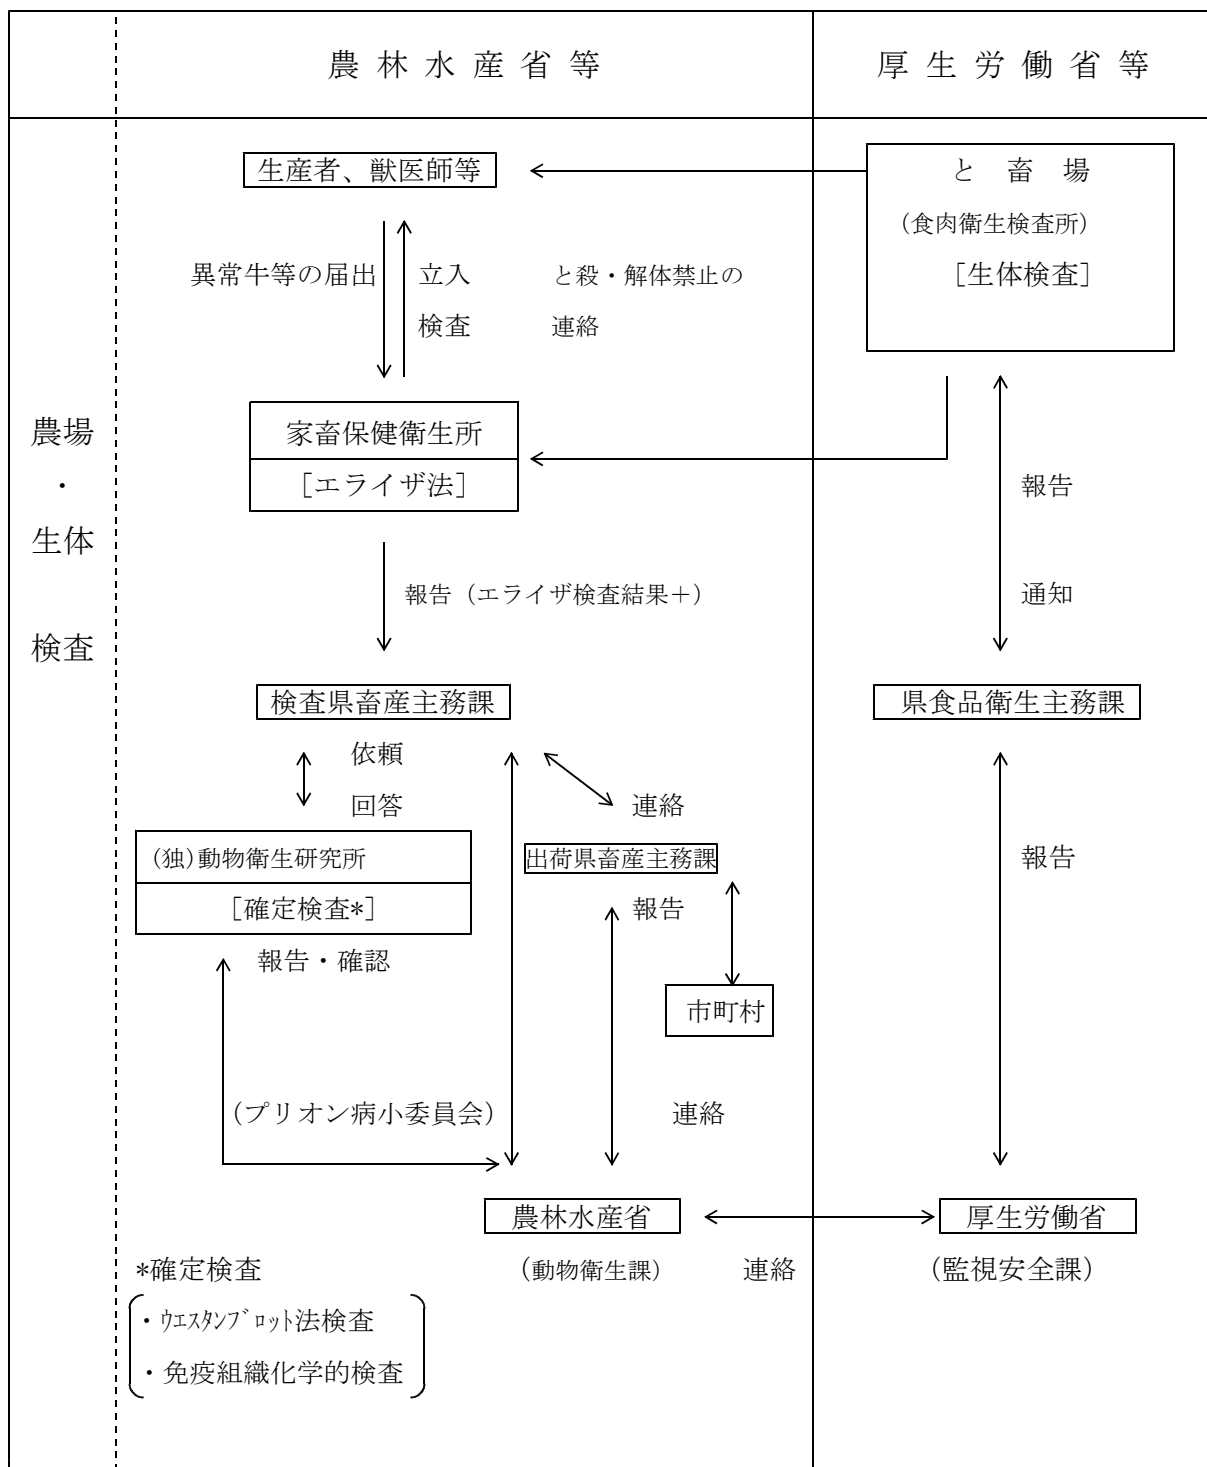 農林水産省等
厚生労働省等
農場
・
生体
検査
生産者、獣医師等
と畜場
(食肉衛生検査所)
[生体検査]
異常牛等の届出
立入
検査
と殺・解体禁止の
連絡
家畜保健衛生所
[エライザ法]
報告
通知
報告（エライザ検査結果＋）
検査県畜産主務課
県食品衛生主務課
依頼
回答
連絡
(独)動物衛生研究所
[確定検査*]
出荷県畜産主務課
報告
報告
報告・確認
市町村
(プリオン病小委員会)
連絡
農林水産省
(動物衛生課)
連絡
厚生労働省
(監視安全課)
*確定検査
・ｳｴｽﾀﾝﾌﾞﾛｯﾄ法検査
・免疫組織化学的検査